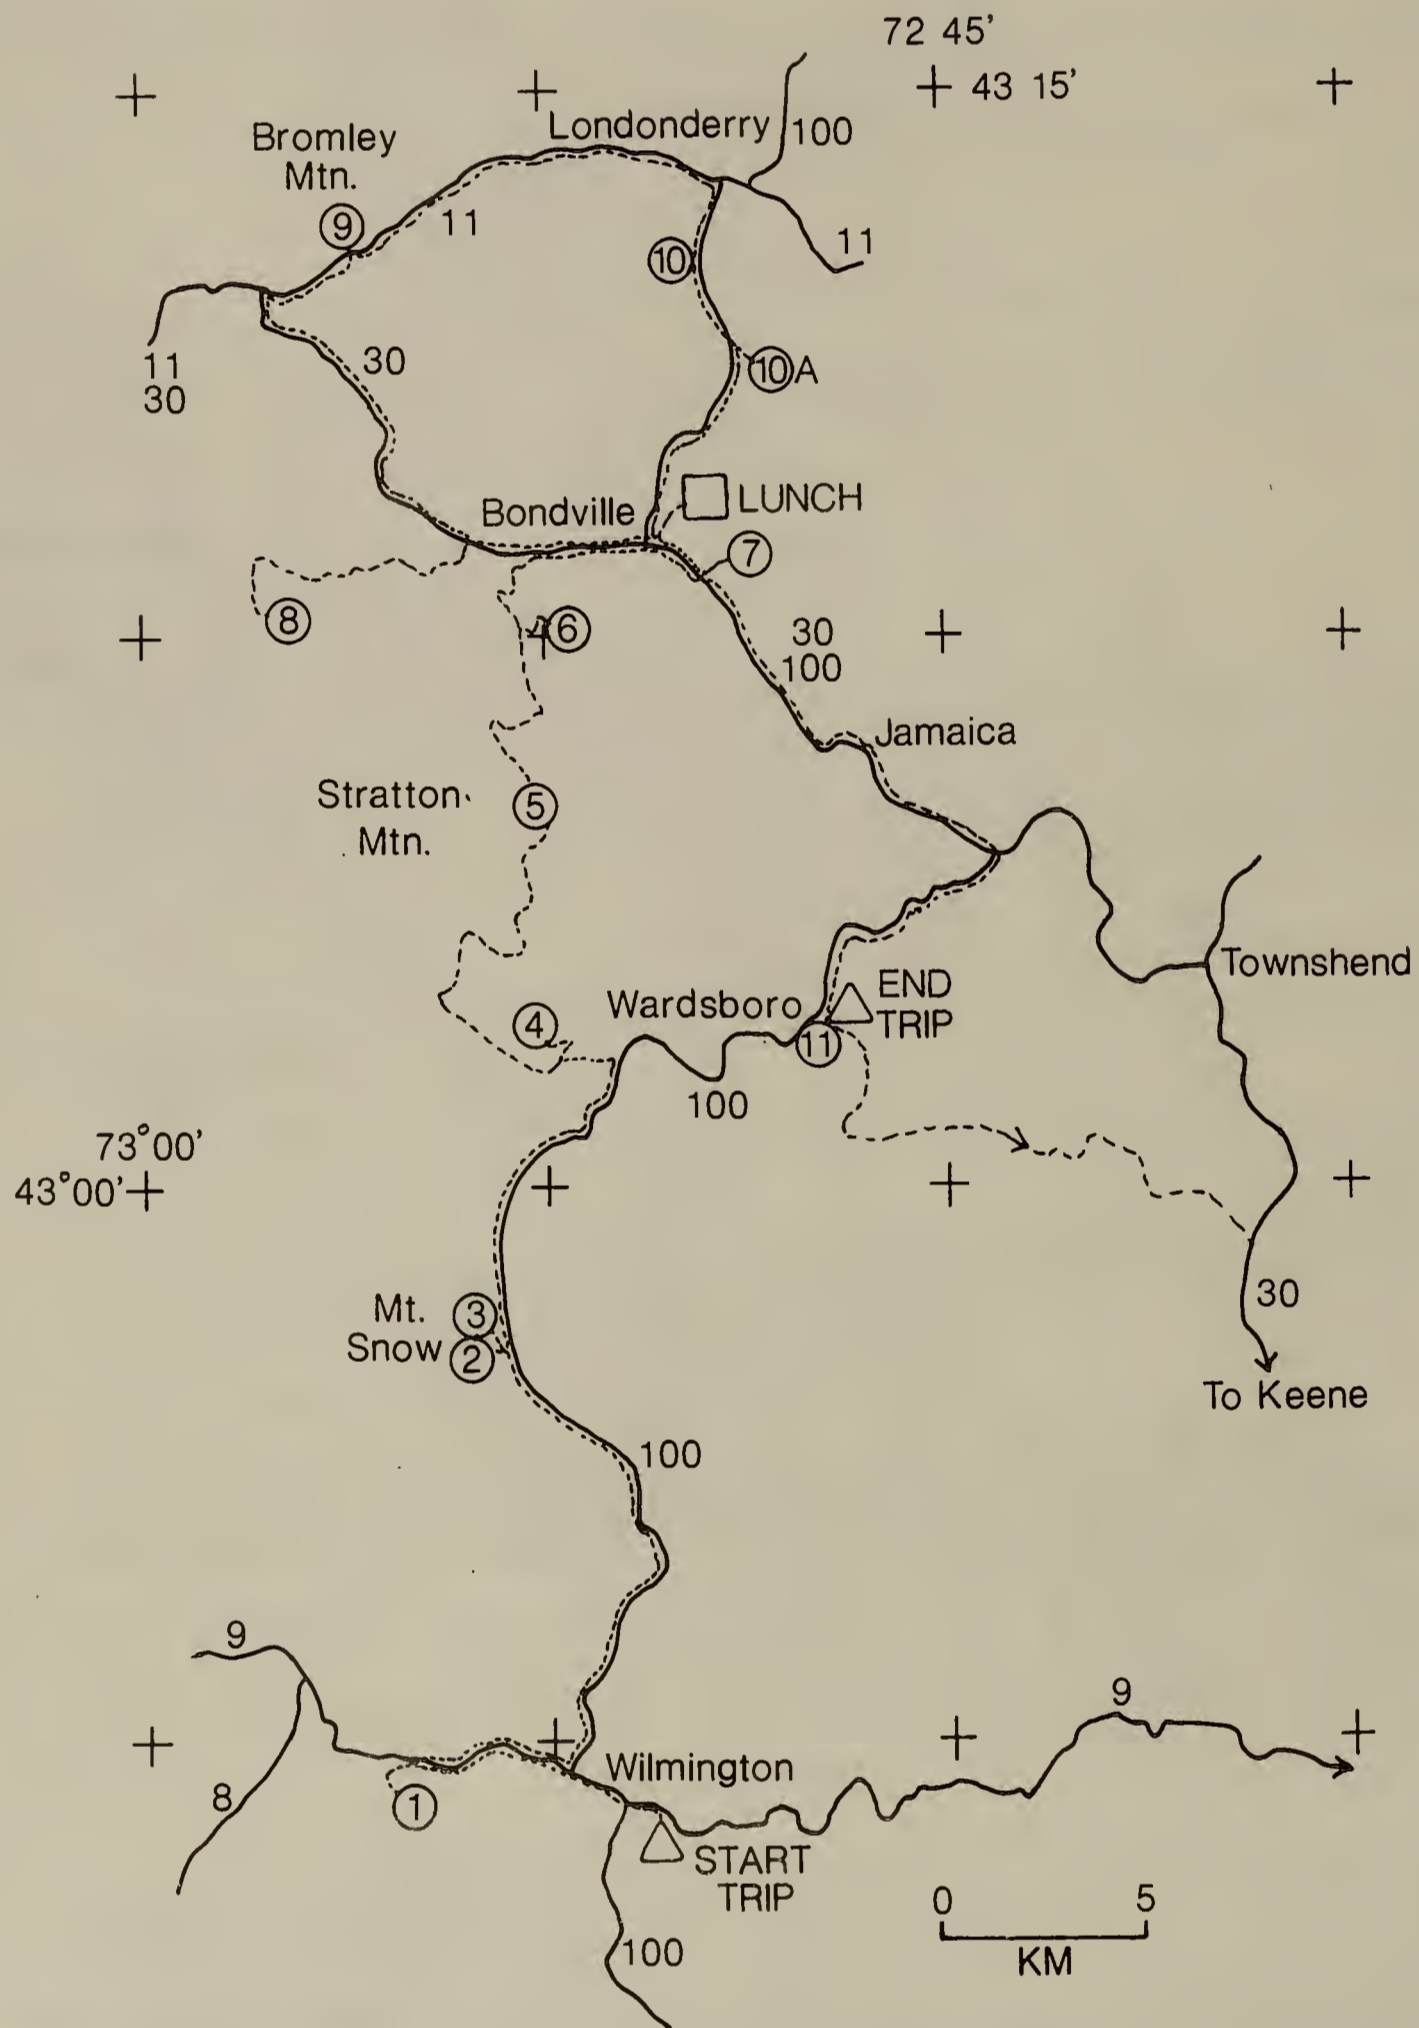 72 45'
43 15'
Londonderry
100
Bromley
Mtn.
9
11
10
11
30
10A
11
30
LUNCH
Bondville
7
8
6
30
100
Jamaica
Stratton
Mtn.
5
Townshend
END
TRIP
Wardsboro
4
11
100
73°00'
43°00'
30
Mt.
Snow
3
2
To Keene
100
9
9
Wilmington
8
1
START
TRIP
0 5
KM
100